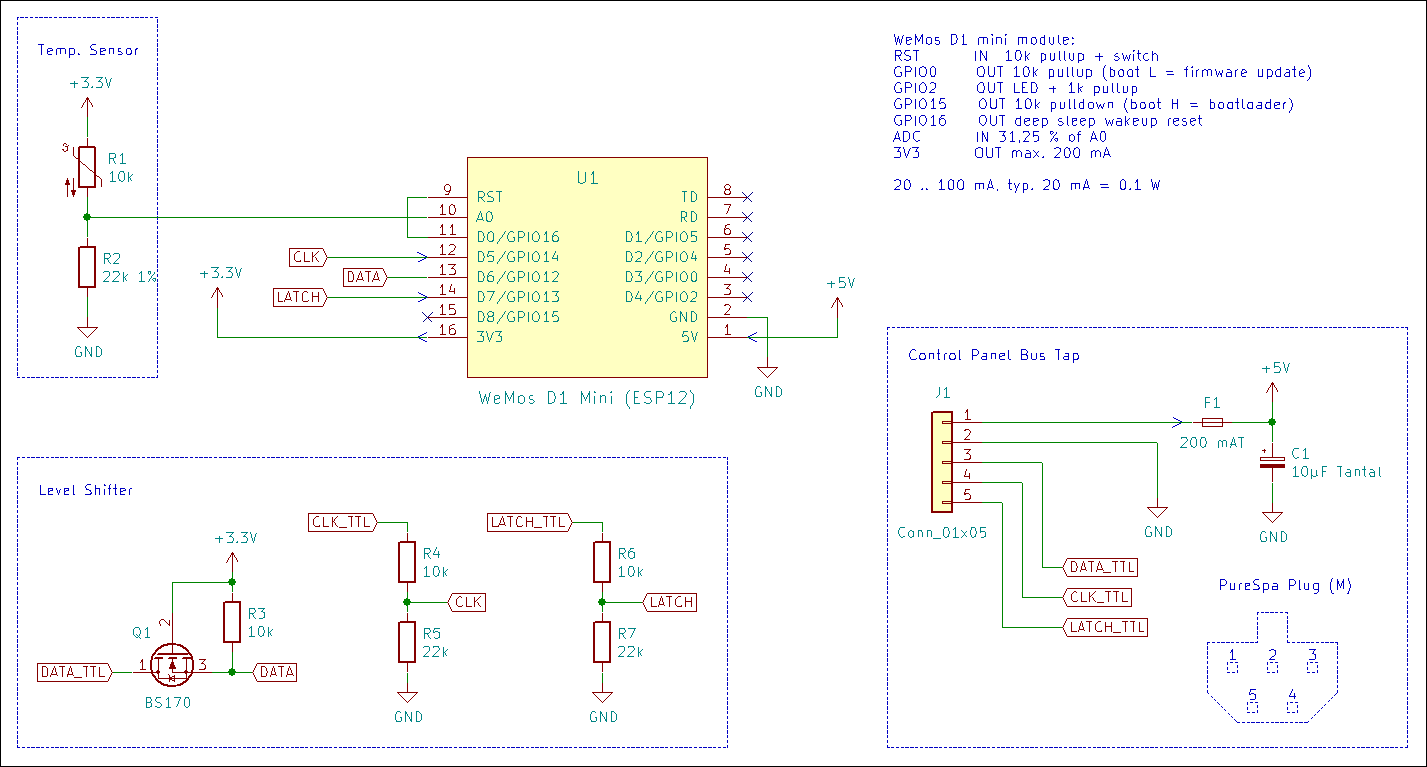 Temp. Sensor
+3.3V
ϑ
R1
10k
R2
22k 1%
GND
WeMos D1 mini module:
RST IN 10k pullup + switch
GPIO0 OUT 10k pullup (boot L = firmware update)
GPIO2 OUT LED + 1k pullup
GPIO15 OUT 10k pulldown (boot H = bootloader)
GPIO16 OUT deep sleep wakeup reset
ADC IN 31,25 % of A0
3V3 OUT max. 200 mA
20 .. 100 mA, typ. 20 mA = 0.1 W
U1
9 RST TD 8
10 A0 RD 7
11 D0/GPIO16 D1/GPIO5 6
CLK 12 D5/GPIO14 D2/GPIO4 5
DATA 13 D6/GPIO12 D3/GPIO0 4
LATCH 14 D7/GPIO13 D4/GPIO2 3
15 D8/GPIO15 GND 2
16 3V3 5V 1
+3.3V
+5V
GND
WeMos D1 Mini (ESP12)
Control Panel Bus Tap
J1
1
2
3
4
5
Conn_01x05
F1
200 mAT
+5V
+
C1
10µF Tantal
GND
GND
DATA_TTL
CLK_TTL
LATCH_TTL
PureSpa Plug (M)
1 2 3
5 4
Level Shifter
+3.3V
R3
10k
Q1
2
DATA_TTL 1 3 DATA
BS170
CLK_TTL
R4
10k
CLK
R5
22k
GND
LATCH_TTL
R6
10k
LATCH
R7
22k
GND